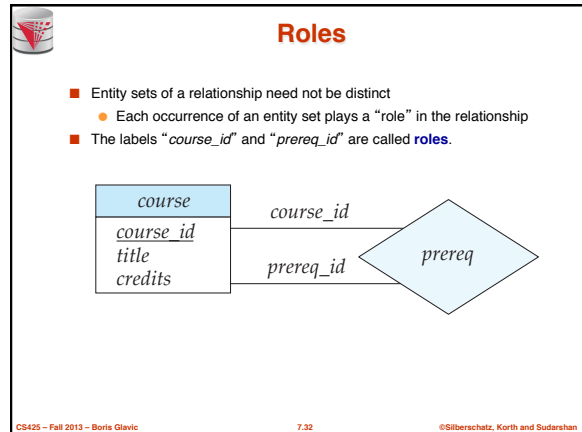 Roles
Entity sets of a relationship need not be distinct
Each occurrence of an entity set plays a “role” in the relationship
The labels “course_id” and “prereq_id” are called roles.
course
course_id
title
credits
course_id
prereq_id
prereq
CS425 – Fall 2013 – Boris Glavic
7.32
©Silberschatz, Korth and Sudarshan